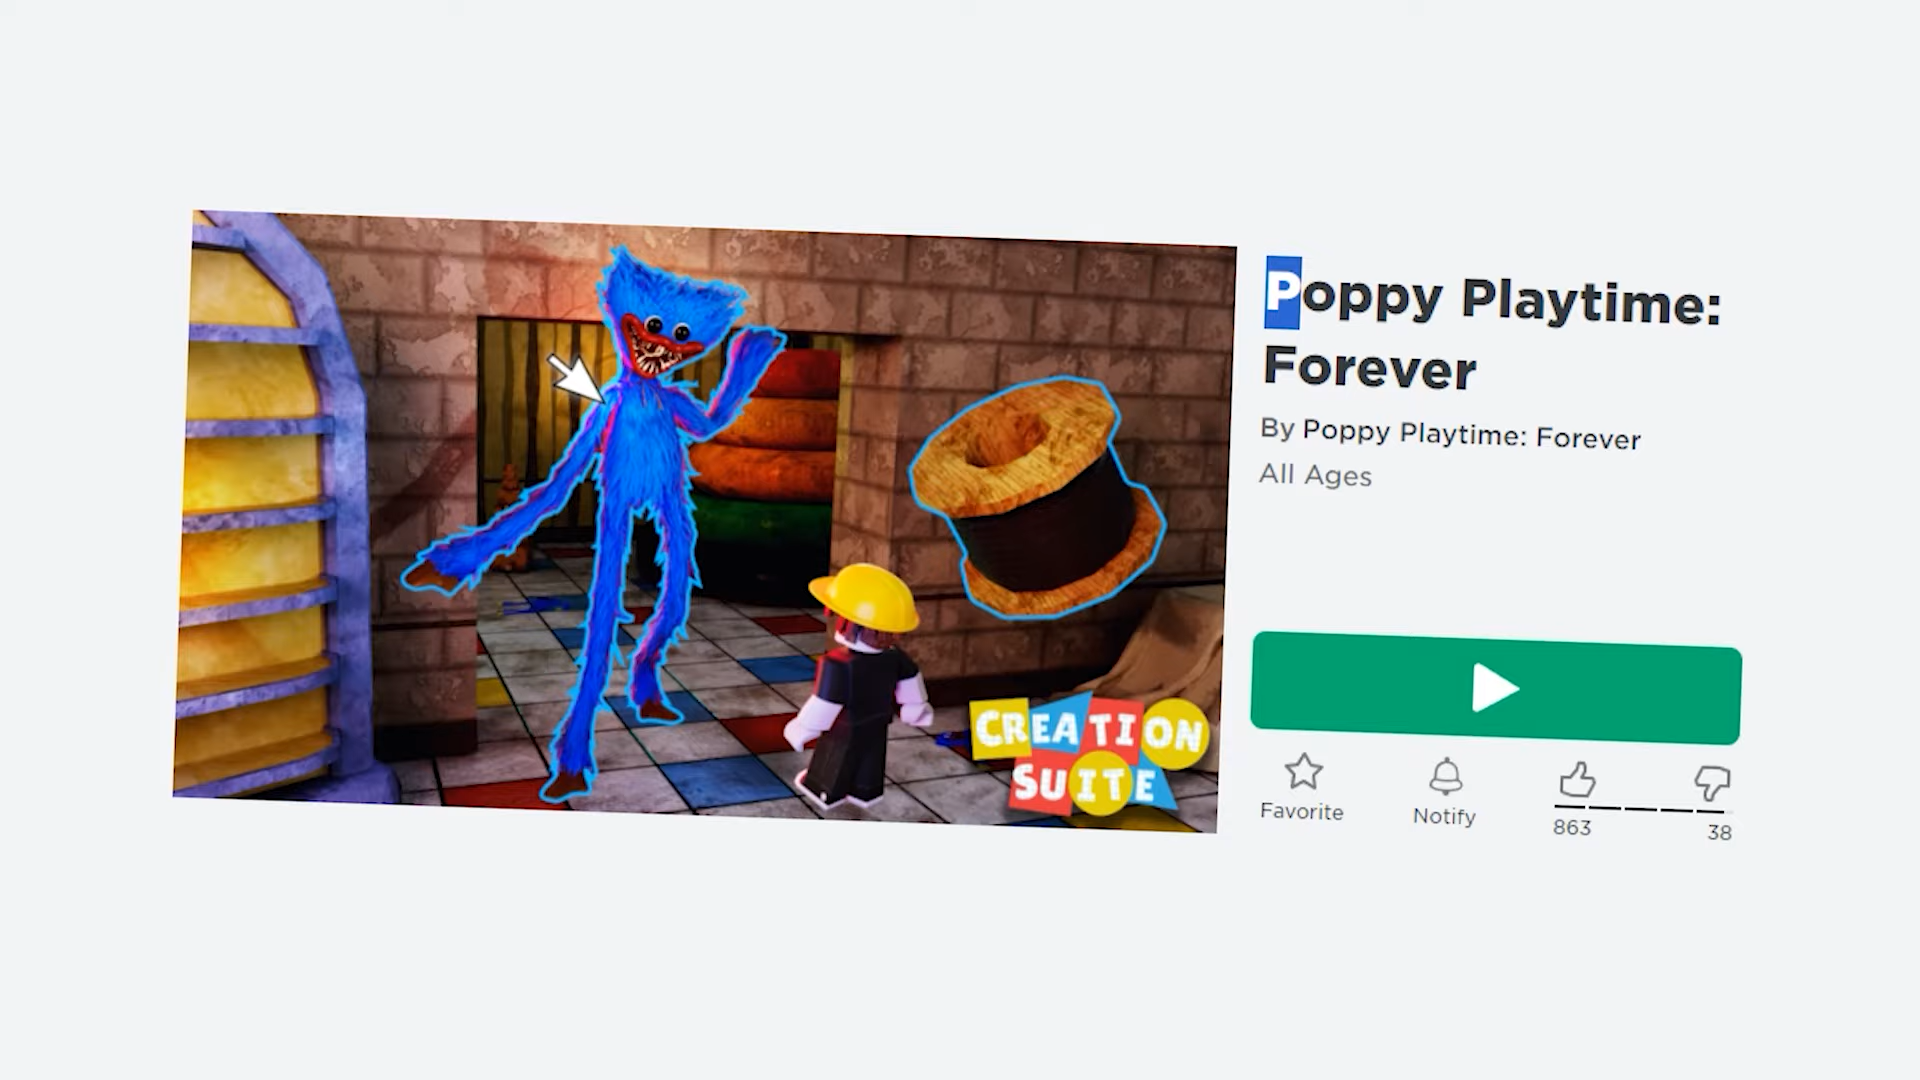 CREATION
SUITE
Poppy Playtime:
Forever
By Poppy Playtime: Forever
All Ages
Favorite
Notify
863
38